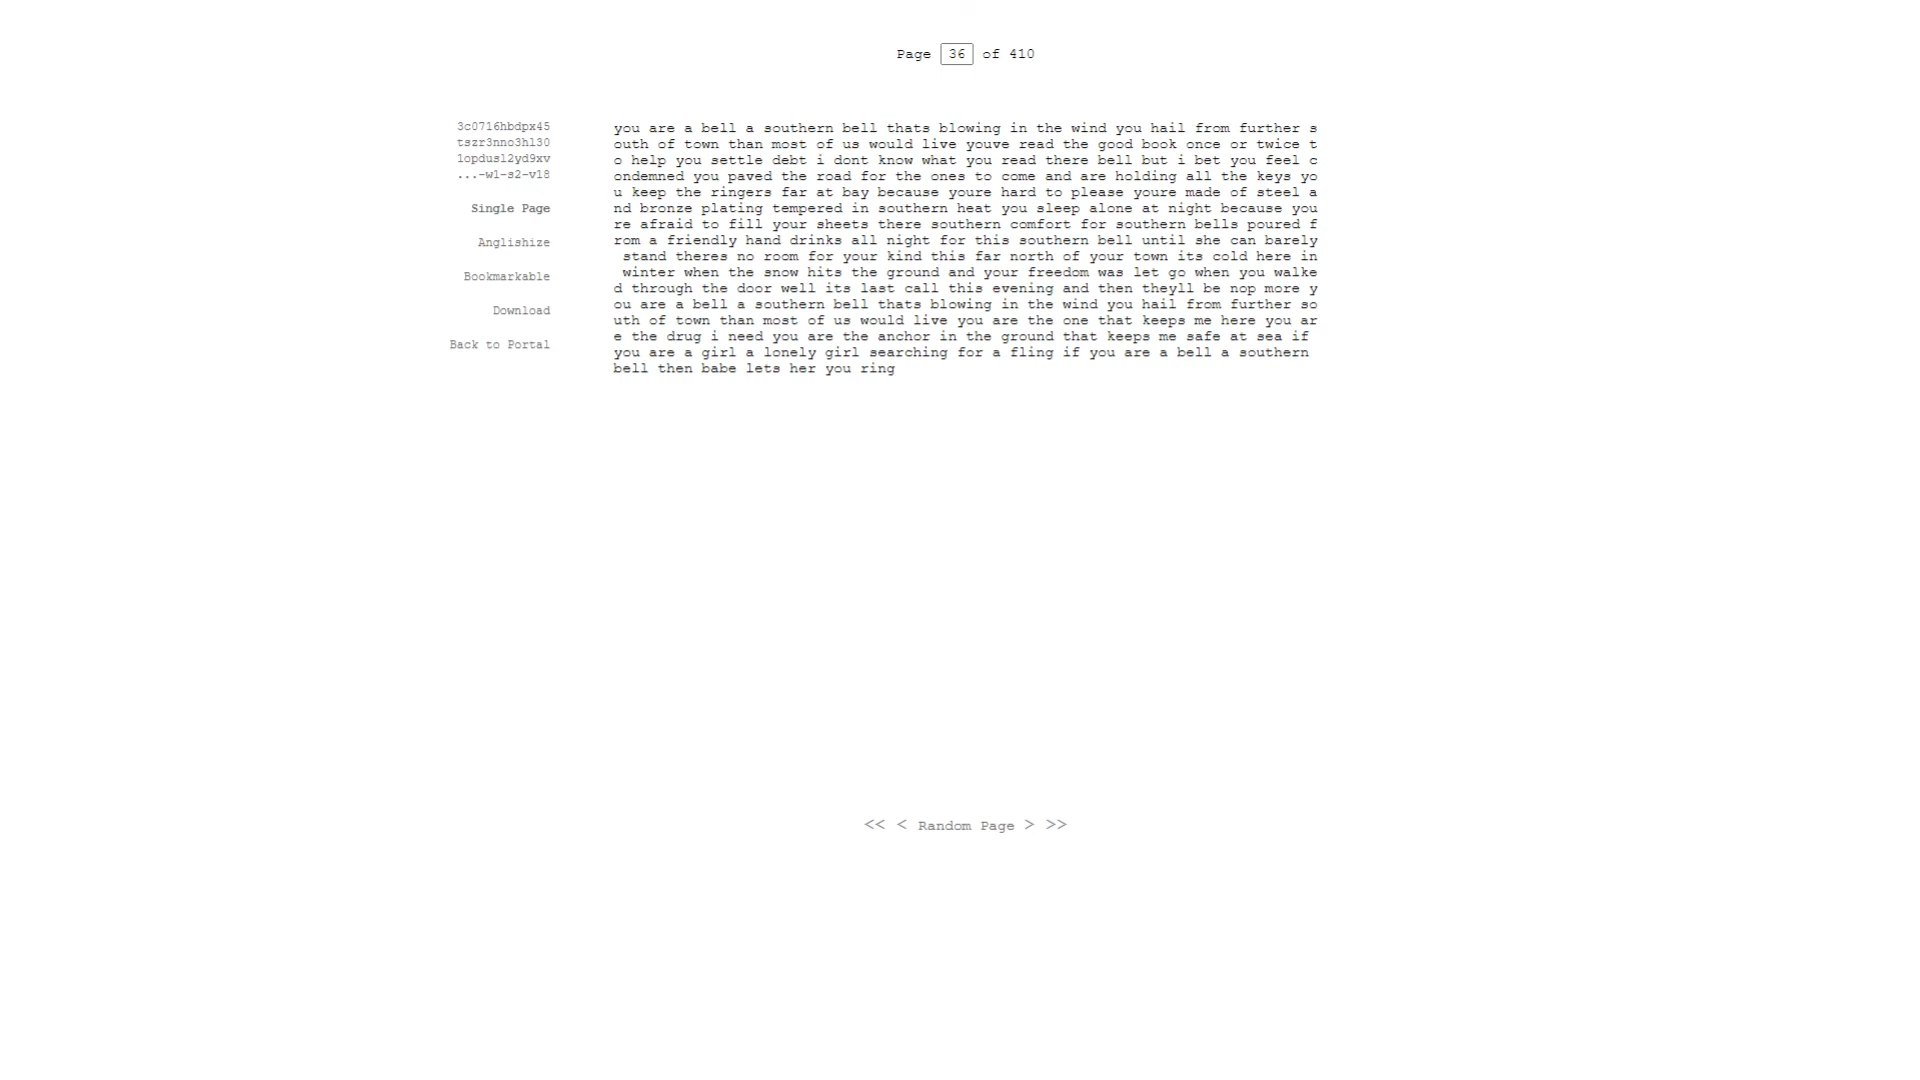 Page 36 of 410
3c0716hbdpx45
tszr3nno3hl30
1opdusl2yd9xv
...-w1-s2-v18
Single Page
Anglishize
Bookmarkable
Download
Back to Portal
you are a bell a southern bell thats blowing in the wind you hail from further s
outh of town than most of us would live youve read the good book once or twice t
o help you settle debt i dont know what you read there bell but i bet you feel c
ondemned you paved the road for the ones to come and are holding all the keys yo
u keep the ringers far at bay because youre hard to please youre made of steel a
nd bronze plating tempered in southern heat you sleep alone at night because you
re afraid to fill your sheets there southern comfort for southern bells poured f
rom a friendly hand drinks all night for this southern bell until she can barely
 stand theres no room for your kind this far north of your town its cold here in
 winter when the snow hits the ground and your freedom was let go when you walke
d through the door well its last call this evening and then theyll be nop more y
ou are a bell a southern bell thats blowing in the wind you hail from further so
uth of town than most of us would live you are the one that keeps me here you ar
e the drug i need you are the anchor in the ground that keeps me safe at sea if
you are a girl a lonely girl searching for a fling if you are a bell a southern
bell then babe lets her you ring
<< < Random Page > >>